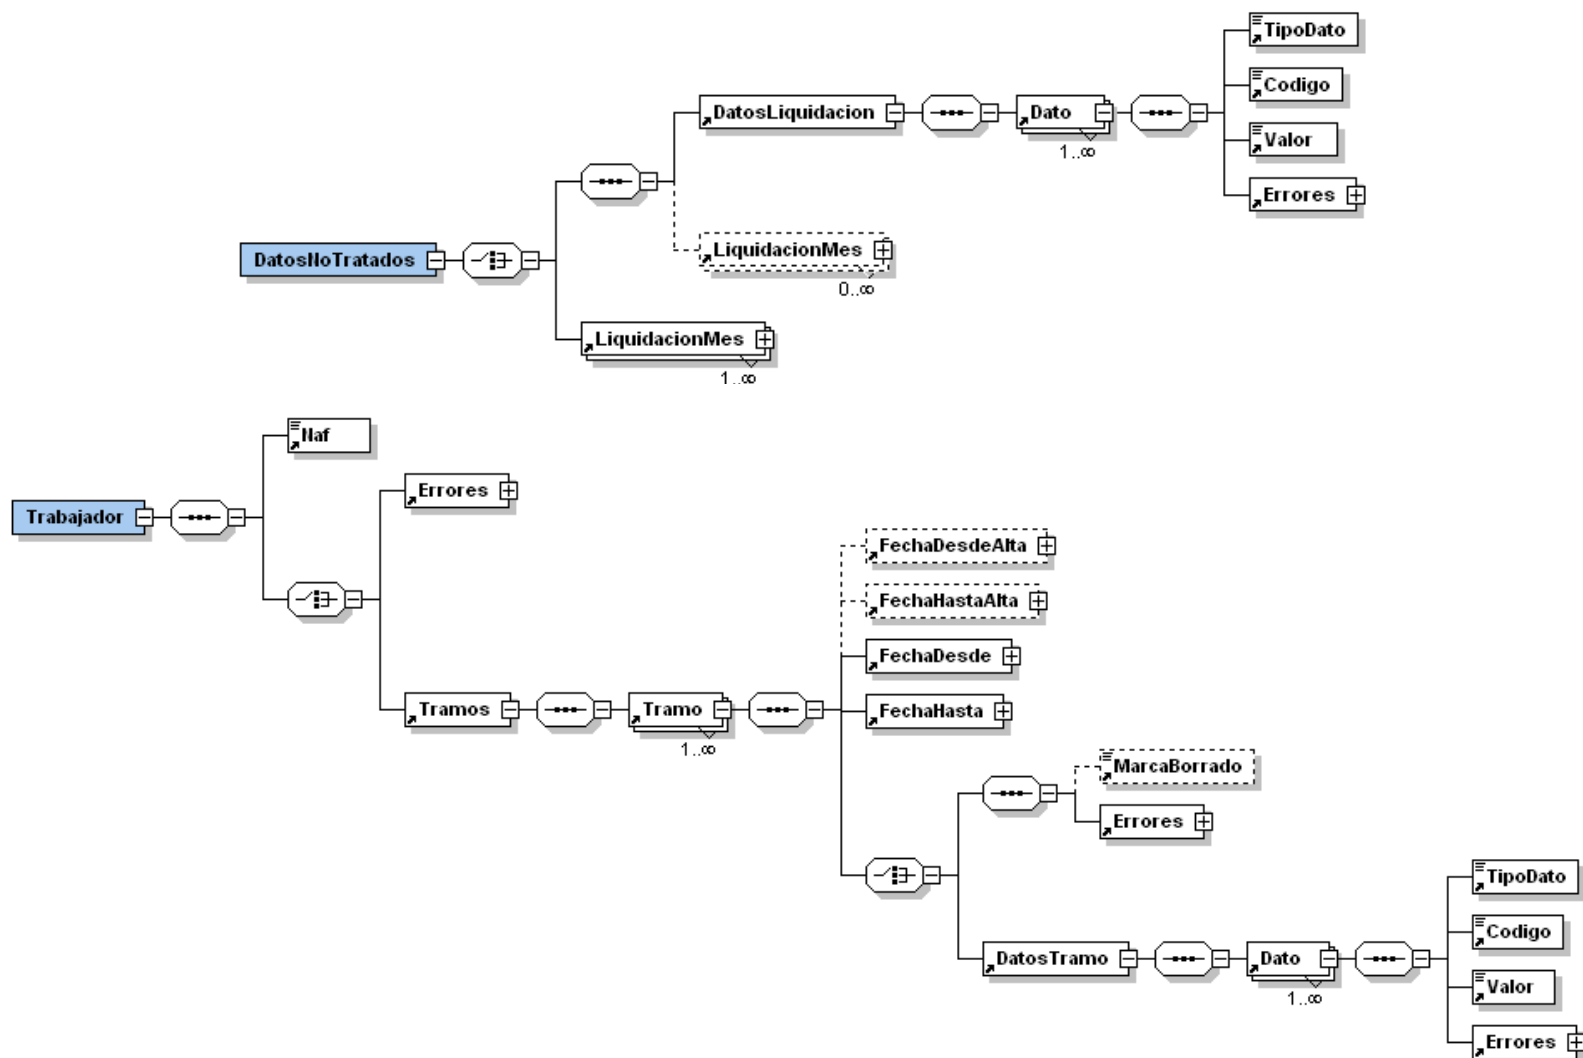 TipoDato
Codigo
DatosLiquidacion
Dato
1..∞
Valor
Errores
DatosNoTratados
LiquidacionMes
0..∞
LiquidacionMes
1..∞
Naf
Errores
Trabajador
FechaDesdeAlta
FechaHastaAlta
FechaDesde
Tramos
Tramo
1..∞
FechaHasta
MarcaBorrado
Errores
TipoDato
Codigo
DatosTramo
Dato
1..∞
Valor
Errores